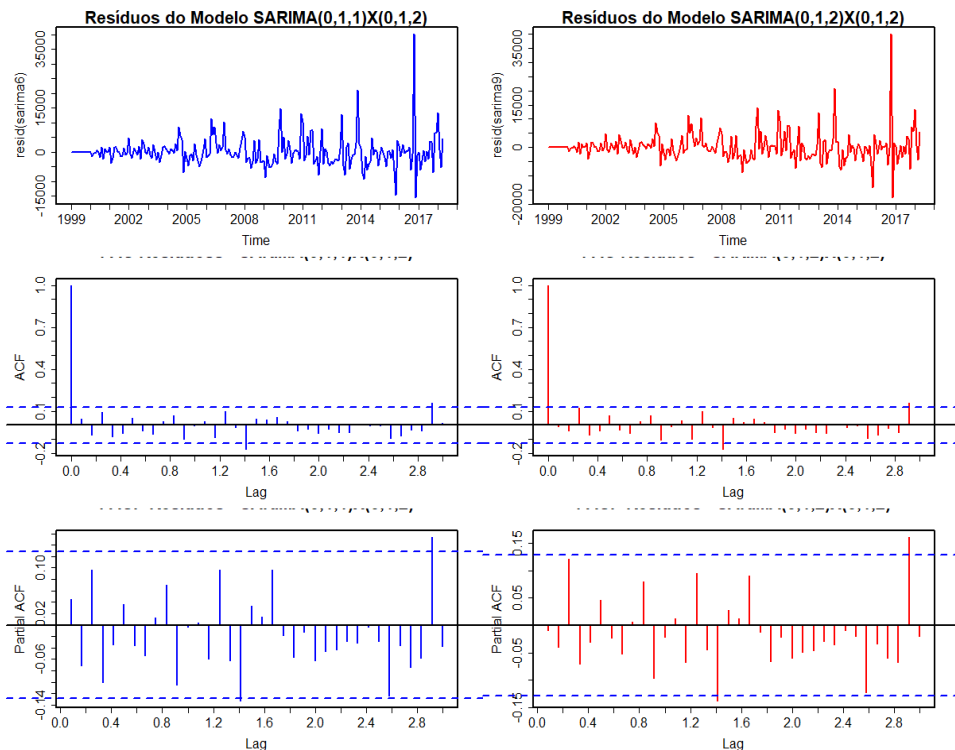 Resíduos do Modelo SARIMA(0,1,1)X(0,1,2)
resid(sarima6)
35000
15000
0
-15000
1999 2002 2005 2008 2011 2014 2017
Time
Resíduos do Modelo SARIMA(0,1,2)X(0,1,2)
resid(sarima9)
35000
15000
0
-20000
1999 2002 2005 2008 2011 2014 2017
Time
ACF
1.0
0.7
0.4
0.1
-0.2
0.0 0.4 0.8 1.2 1.6 2.0 2.4 2.8
Lag
ACF
1.0
0.7
0.4
0.1
-0.2
0.0 0.4 0.8 1.2 1.6 2.0 2.4 2.8
Lag
Partial ACF
0.10
0.02
-0.06
-0.14
0.0 0.4 0.8 1.2 1.6 2.0 2.4 2.8
Lag
Partial ACF
0.15
0.05
-0.05
-0.15
0.0 0.4 0.8 1.2 1.6 2.0 2.4 2.8
Lag